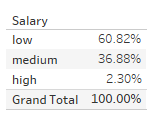 Salary
low 60.82%
medium 36.88%
high 2.30%
Grand Total 100.00%